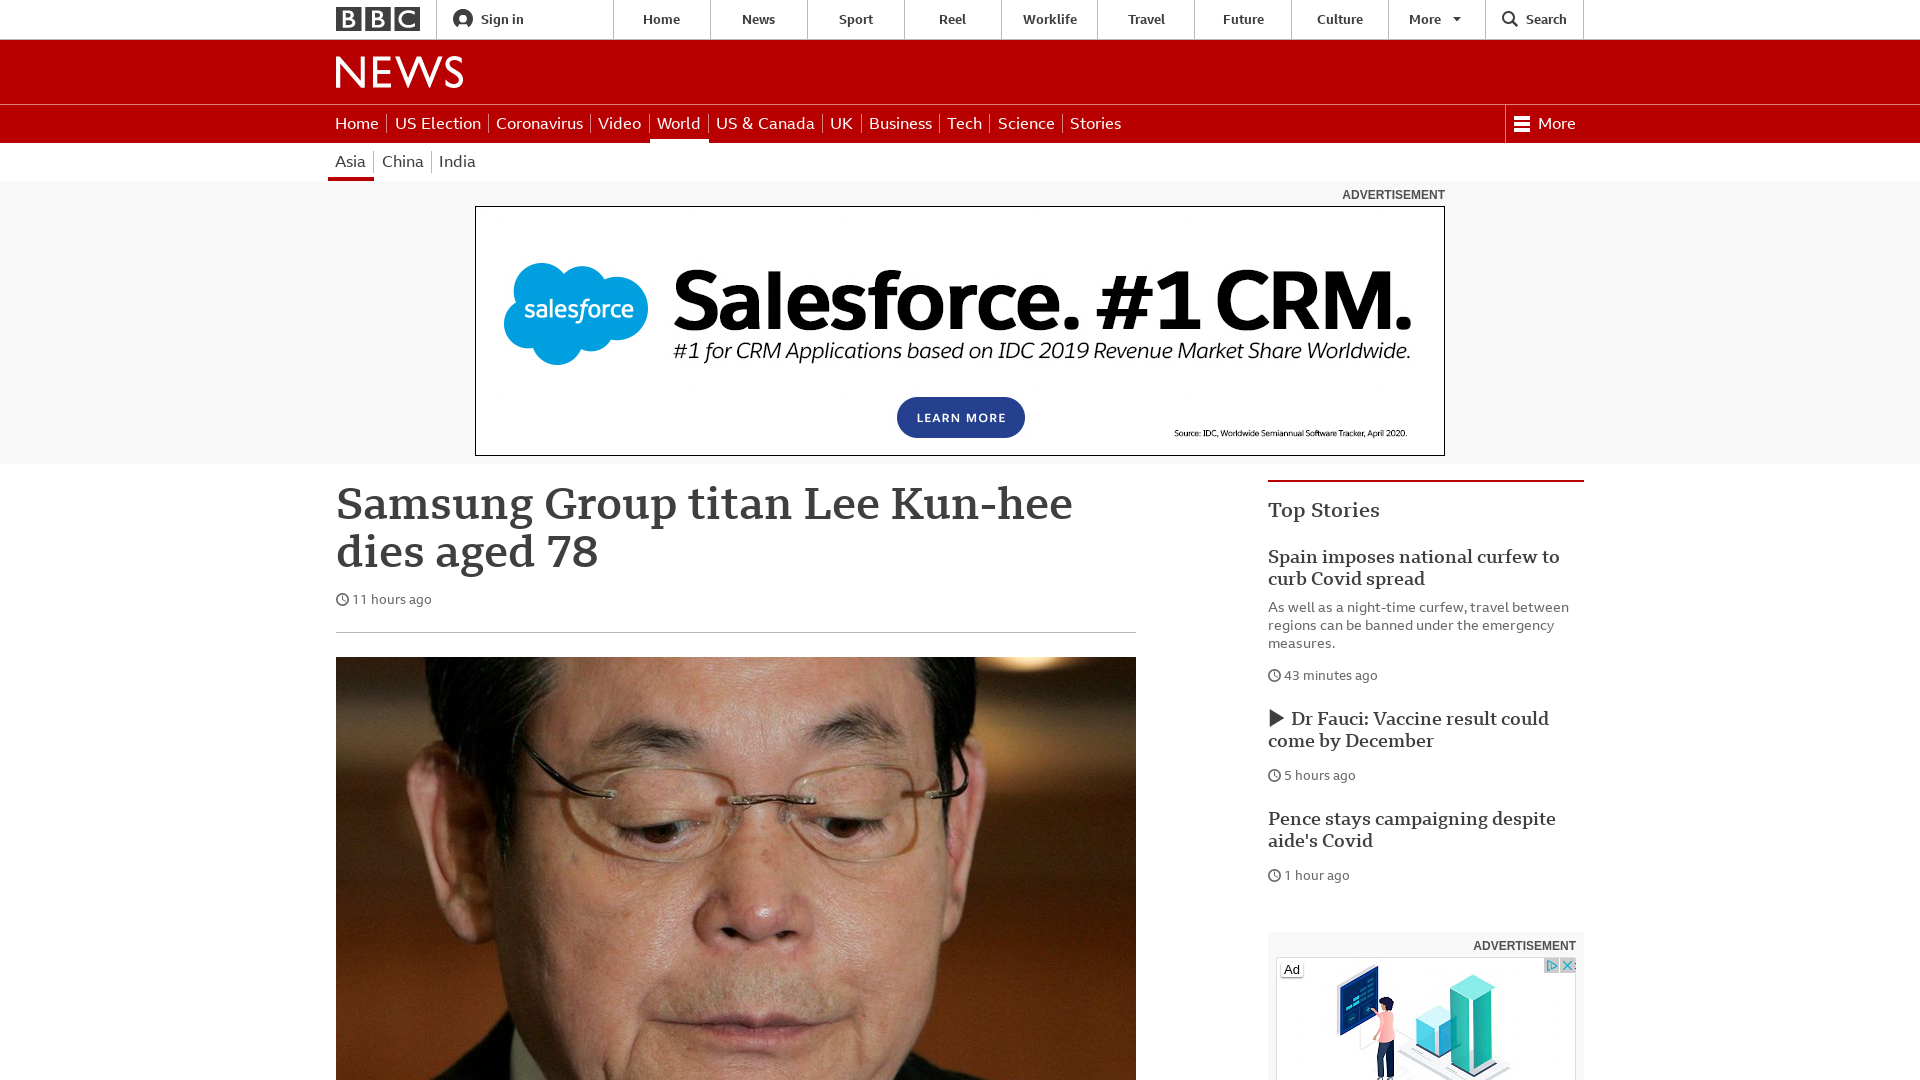 BBC
Sign in
Home
News
Sport
Reel
Worklife
Travel
Future
Culture
More
Search
NEWS
Home
US Election
Coronavirus
Video
World
US & Canada
UK
Business
Tech
Science
Stories
More
Asia
China
India
ADVERTISEMENT
salesforce
Salesforce. #1 CRM.
#1 for CRM Applications based on IDC 2019 Revenue Market Share Worldwide.
LEARN MORE
Source: IDC, Worldwide Semiannual Software Tracker, April 2020.
Samsung Group titan Lee Kun-hee
dies aged 78
11 hours ago
Top Stories
Spain imposes national curfew to
curb Covid spread
As well as a night-time curfew, travel between
regions can be banned under the emergency
measures.
43 minutes ago
Dr Fauci: Vaccine result could
come by December
5 hours ago
Pence stays campaigning despite
aide's Covid
1 hour ago
ADVERTISEMENT
Ad